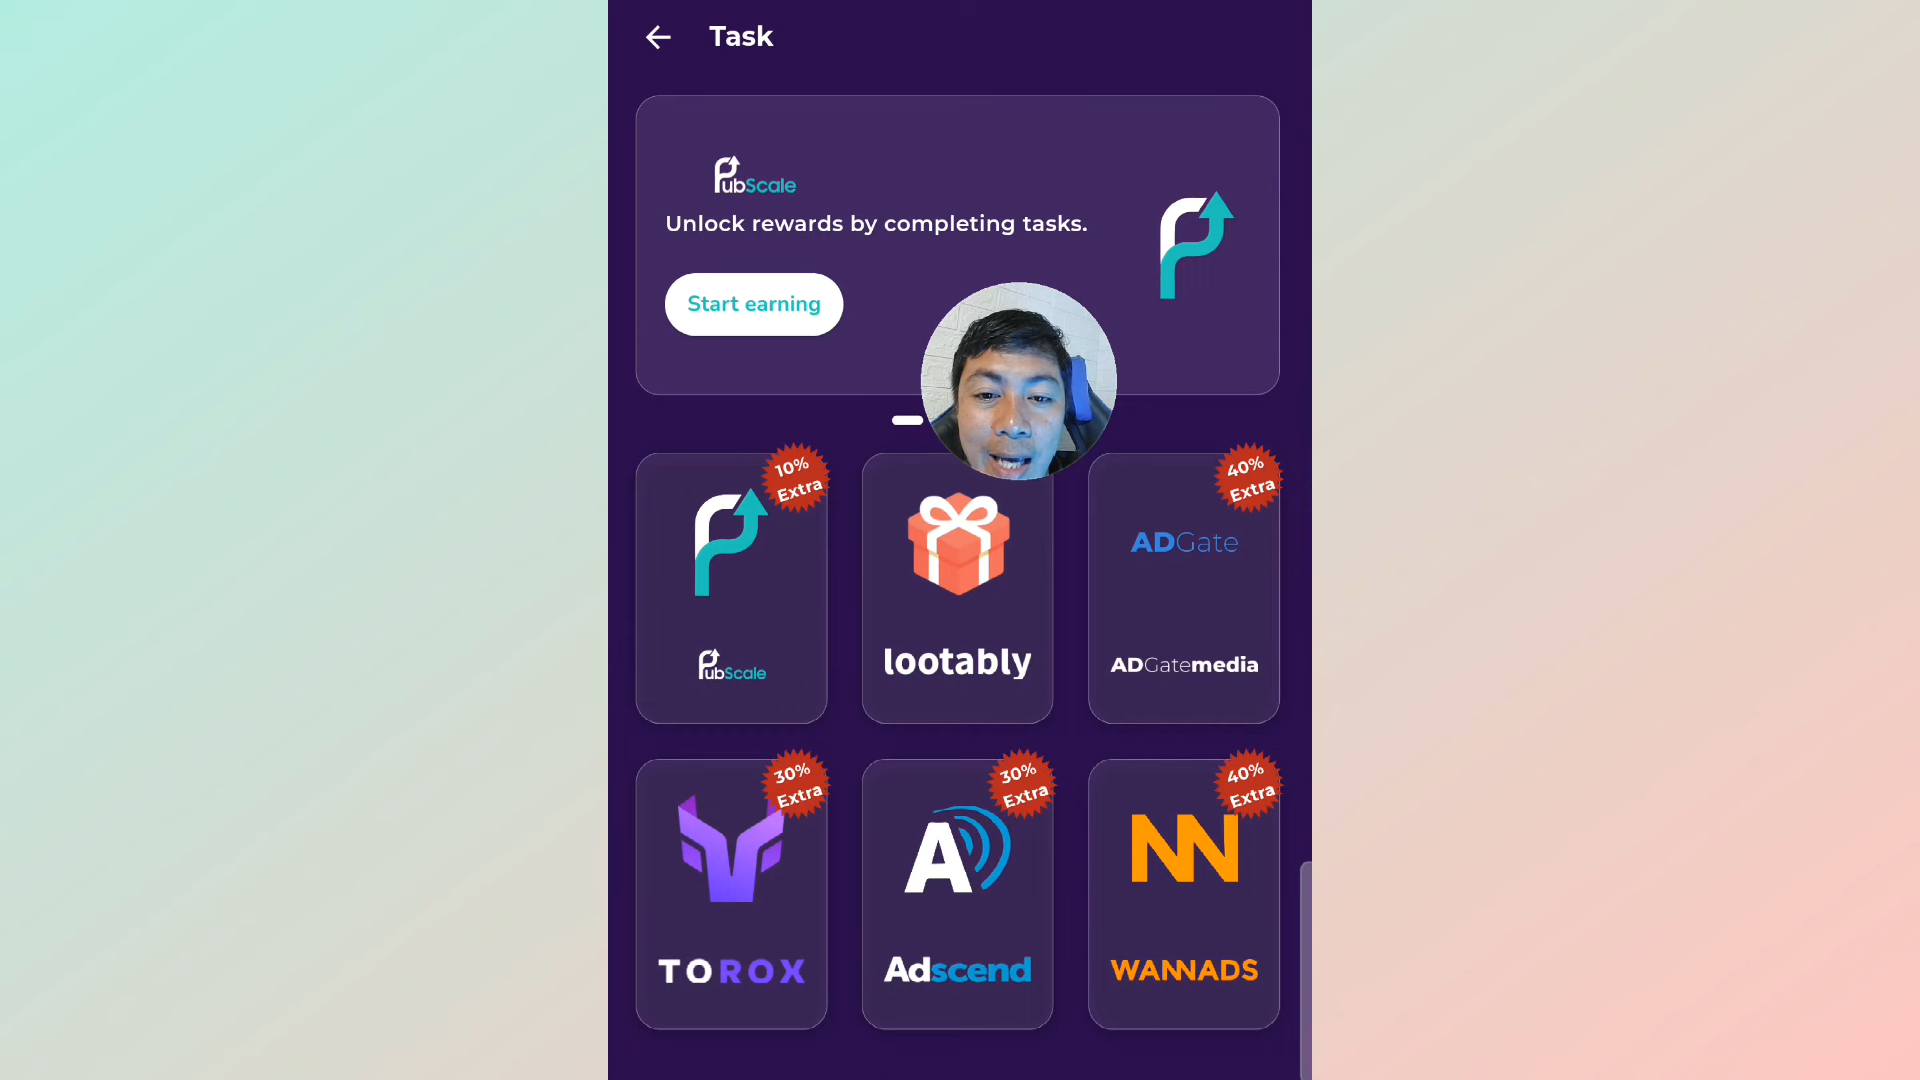 Task
PubScale
Unlock rewards by completing tasks.
Start earning
10%
Extra
PubScale
lootably
40%
Extra
ADGate
ADGatemedia
30%
Extra
TOROX
30%
Extra
A
Adscend
40%
Extra
WANNADS